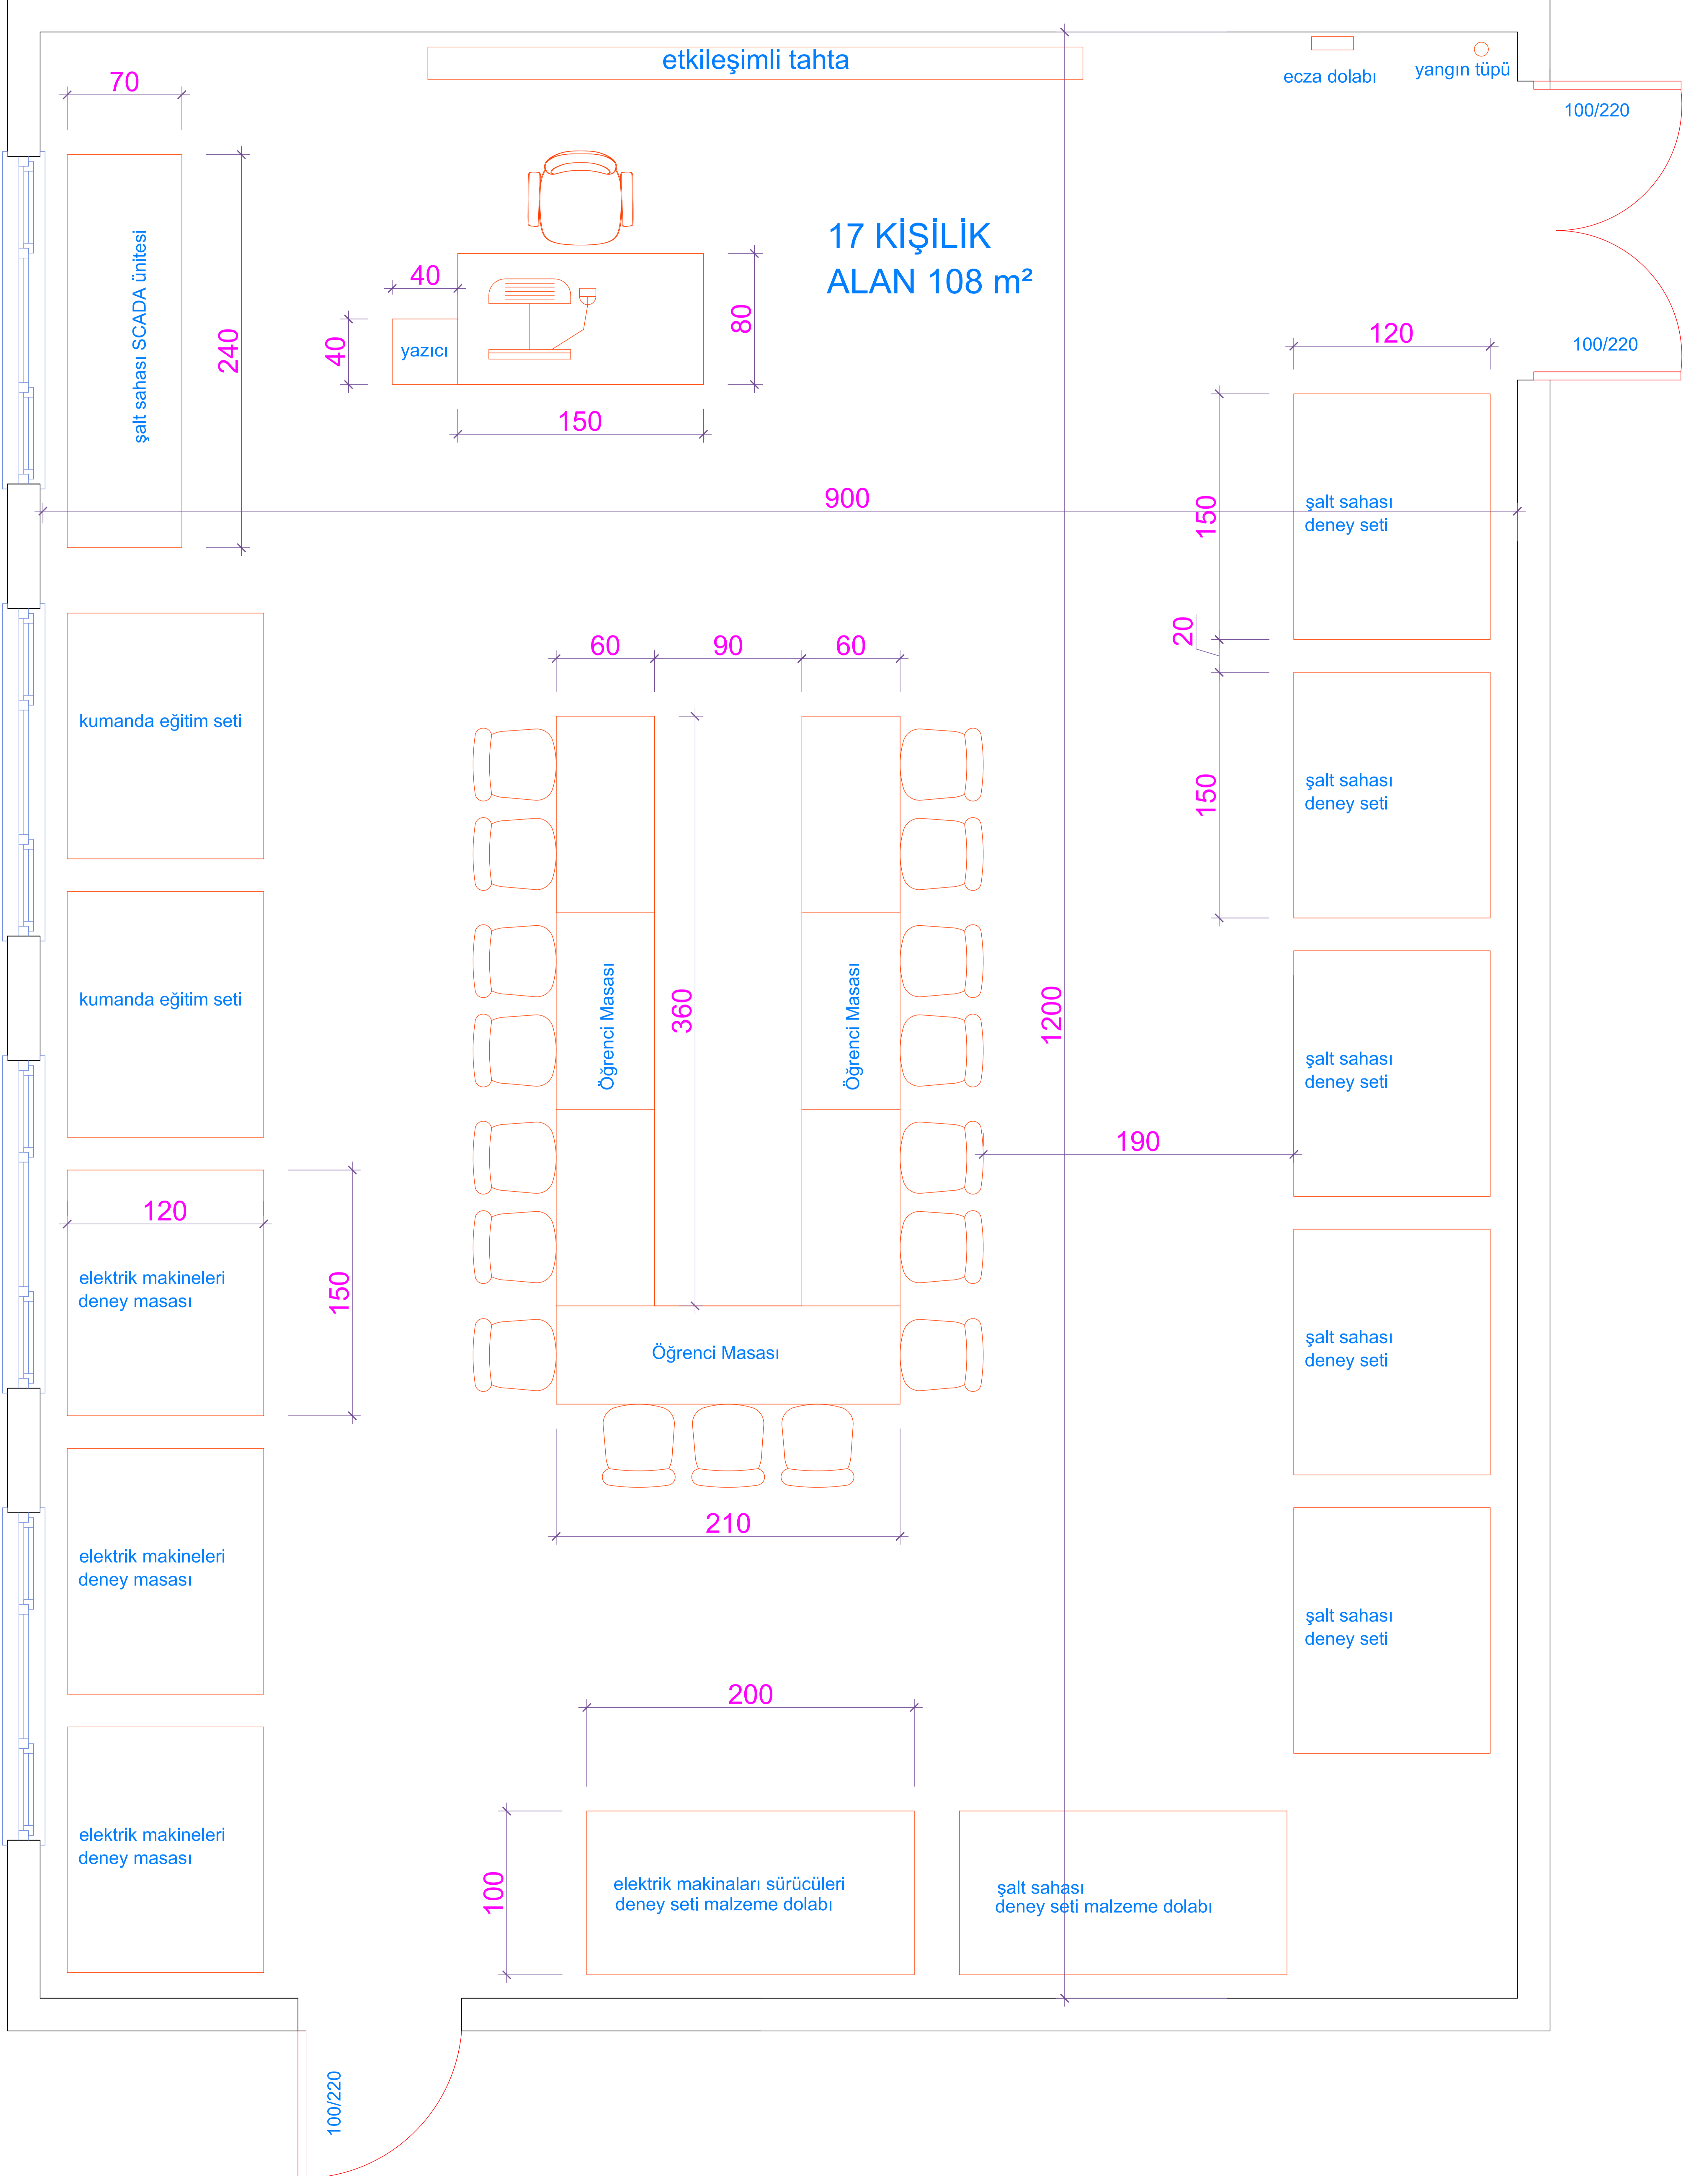 etkileşimli tahta
ecza dolabı
yangın tüpü
70
100/220
şalt sahası SCADA ünitesi
240
17 KİŞİLİK
ALAN 108 m²
40
40
yazıcı
80
150
120
100/220
900
150
şalt sahası
deney seti
20
60
90
60
kumanda eğitim seti
150
şalt sahası
deney seti
kumanda eğitim seti
Öğrenci Masası
360
Öğrenci Masası
1200
şalt sahası
deney seti
190
120
elektrik makineleri
deney masası
150
Öğrenci Masası
şalt sahası
deney seti
210
elektrik makineleri
deney masası
şalt sahası
deney seti
200
elektrik makineleri
deney masası
100
elektrik makinaları sürücüleri
deney seti malzeme dolabı
şalt sahası
deney seti malzeme dolabı
100/220